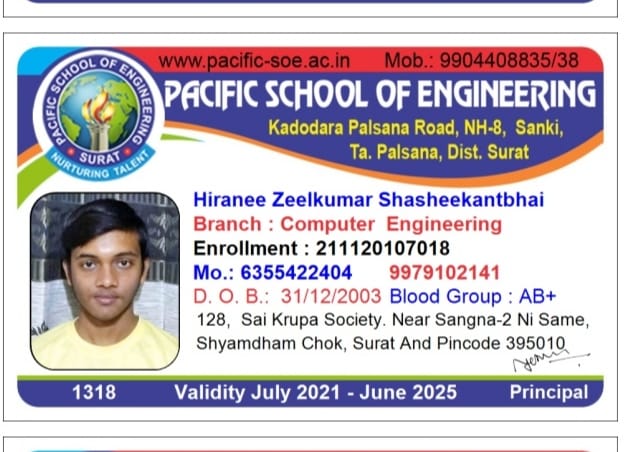 www.pacific-soe.ac.in Mob.: 9904408835/38
PACIFIC SCHOOL OF ENGINEERING
SURAT
NURTURING TALENT
PACIFIC SCHOOL OF ENGINEERING
Kadodara Palsana Road, NH-8, Sanki,
Ta. Palsana, Dist. Surat
Hiranee Zeelkumar Shasheekantbhai
Branch : Computer Engineering
Enrollment : 211120107018
Mo.: 6355422404 9979102141
D. O. B.: 31/12/2003 Blood Group : AB+
128, Sai Krupa Society. Near Sangna-2 Ni Same,
Shyamdham Chok, Surat And Pincode 395010
1318 Validity July 2021 - June 2025 Principal